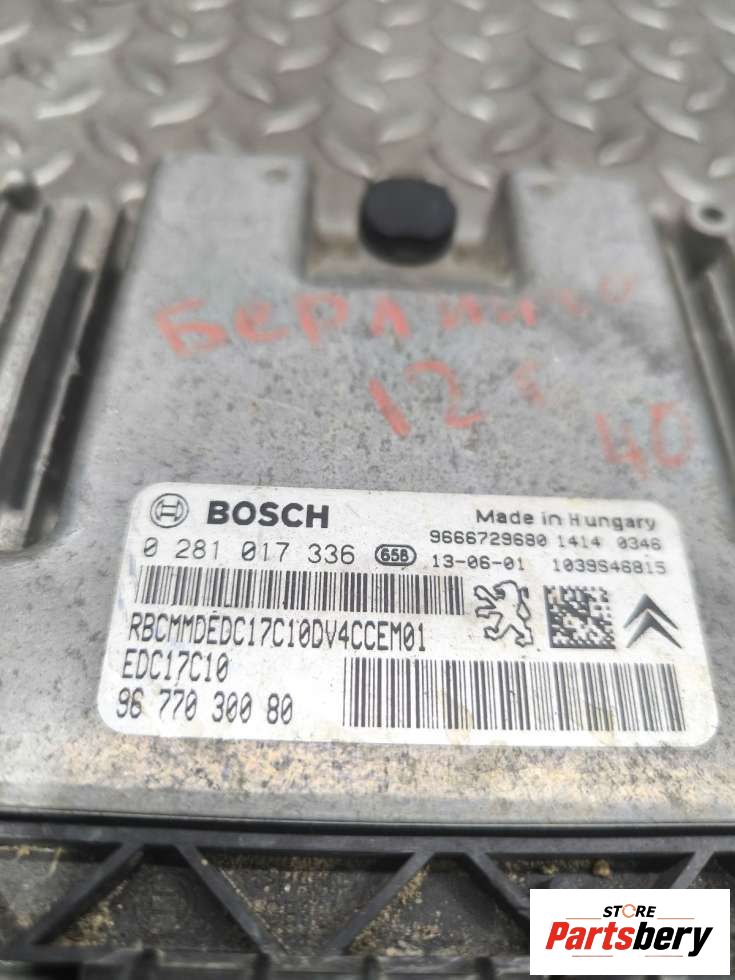 Берлинго
12
40
BOSCH Made in Hungary
0 281 017 336 658 9666729680 1414 0346
13-06-01 1039S46815
RBCMMDEDC17C10DV4CCEM01
EDC17C10
96 770 300 80
STORE
Partsbery